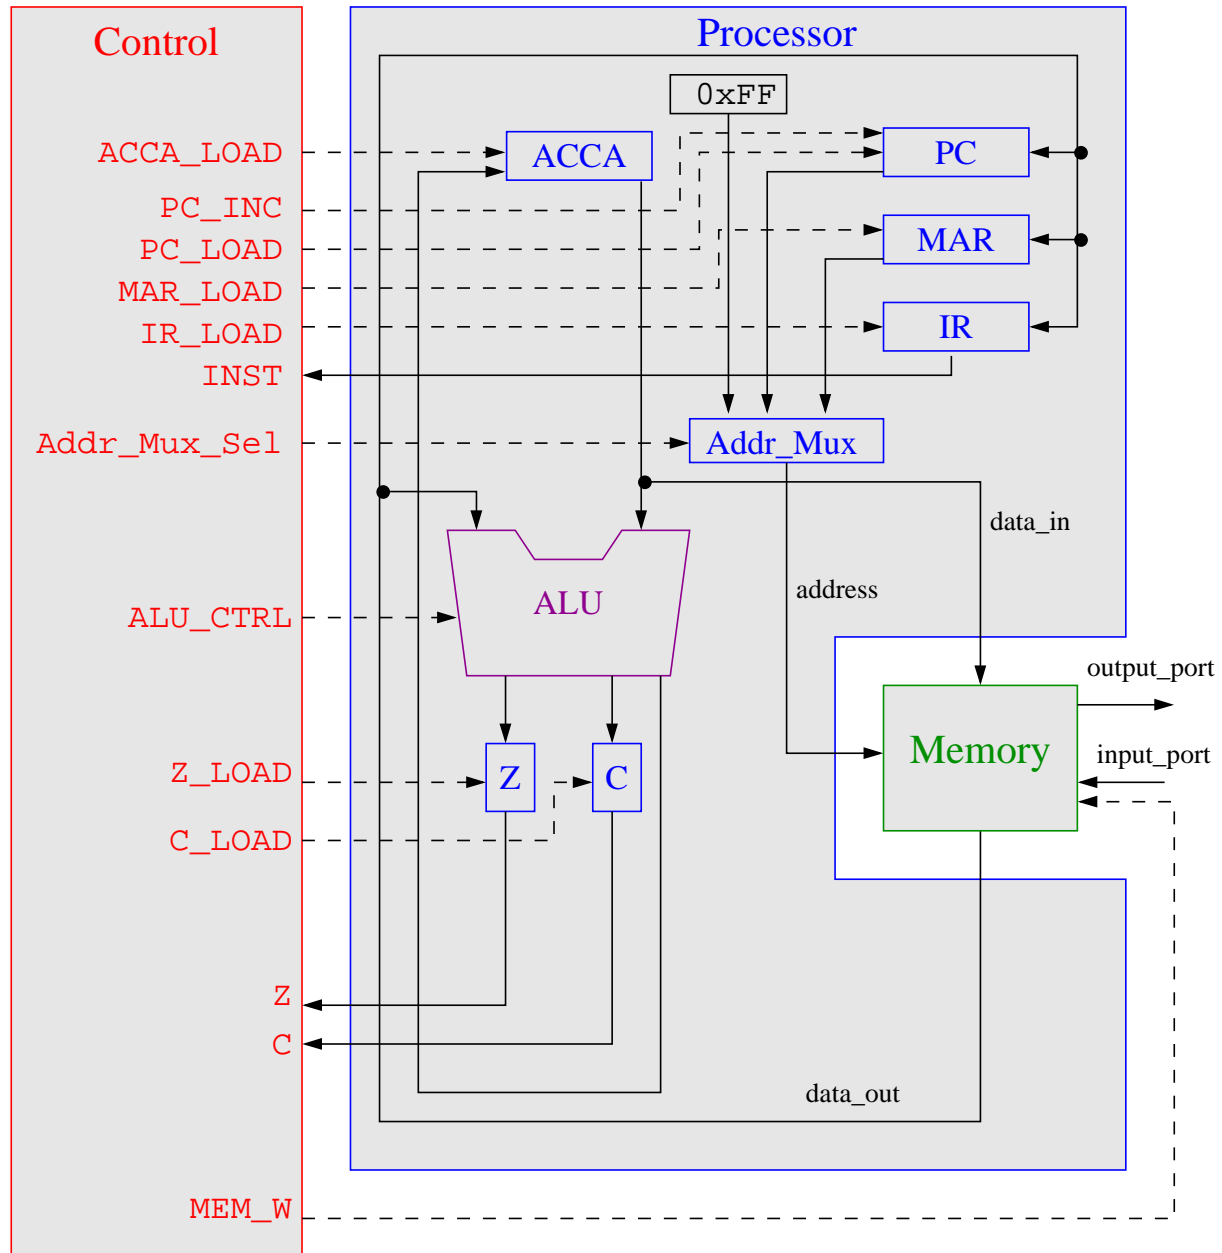 Control
Processor
0xFF
ACCA_LOAD
ACCA
PC
PC_INC
PC_LOAD
MAR
MAR_LOAD
IR_LOAD
IR
INST
Addr_Mux_Sel
Addr_Mux
data_in
address
ALU
ALU_CTRL
output_port
Memory
input_port
Z_LOAD
Z
C
C_LOAD
Z
C
data_out
MEM_W